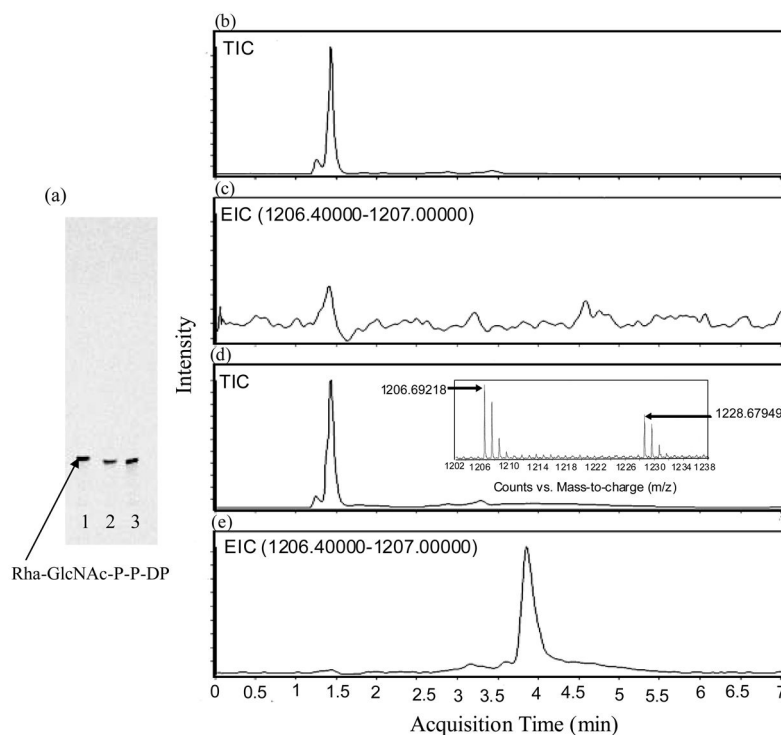 (a)
1 2 3
Rha-GlcNAc-P-P-DP
Intensity
(b)
TIC
(c)
EIC (1206.40000-1207.00000)
(d)
TIC
1206.69218
1228.67949
1202 1206 1210 1214 1218 1222 1226 1230 1234 1238
Counts vs. Mass-to-charge (m/z)
(e)
EIC (1206.40000-1207.00000)
0 0.5 1 1.5 2 2.5 3 3.5 4 4.5 5 5.5 6 6.5 7
Acquisition Time (min)